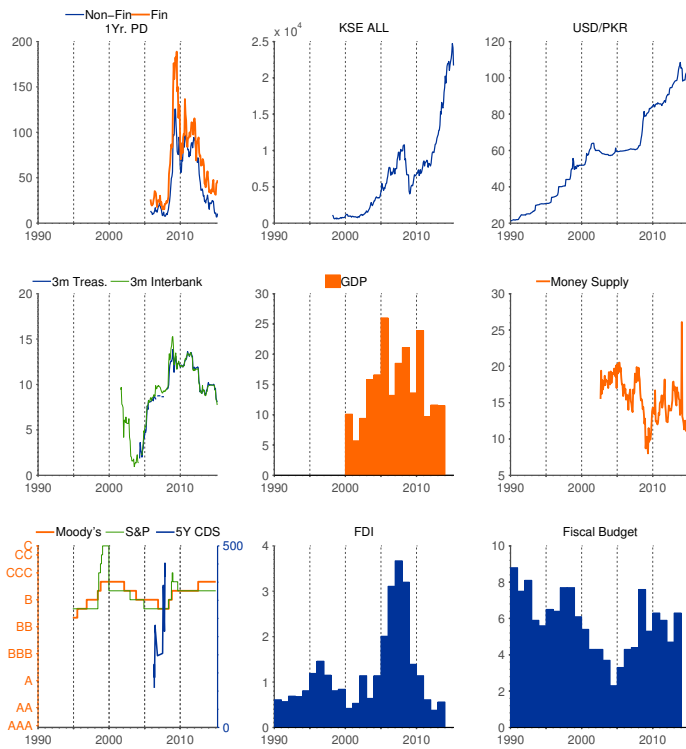 Non-Fin Fin
1Yr. PD
200
150
100
50
0
1990 2000 2010
x 10^4
KSE ALL
2.5
2
1.5
1
0.5
0
1990 2000 2010
USD/PKR
120
100
80
60
40
20
1990 2000 2010
3m Treas. 3m Interbank
20
15
10
5
0
1990 2000 2010
GDP
30
25
20
15
10
5
0
1990 2000 2010
Money Supply
30
25
20
15
10
5
1990 2000 2010
Moody's S&P 5Y CDS
C
CC
CCC
B
BB
BBB
A
AA
AAA
500
0
1990 2000 2010
FDI
4
3
2
1
0
1990 2000 2010
Fiscal Budget
10
8
6
4
2
0
1990 2000 2010